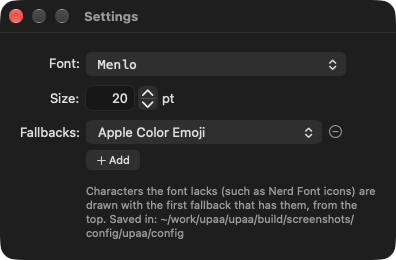 Settings
Font: Menlo
Size: 20 pt
Fallbacks: Apple Color Emoji
+ Add
Characters the font lacks (such as Nerd Font icons) are
drawn with the first fallback that has them, from the
top. Saved in: ~/work/upaa/upaa/build/screenshots/
config/upaa/config